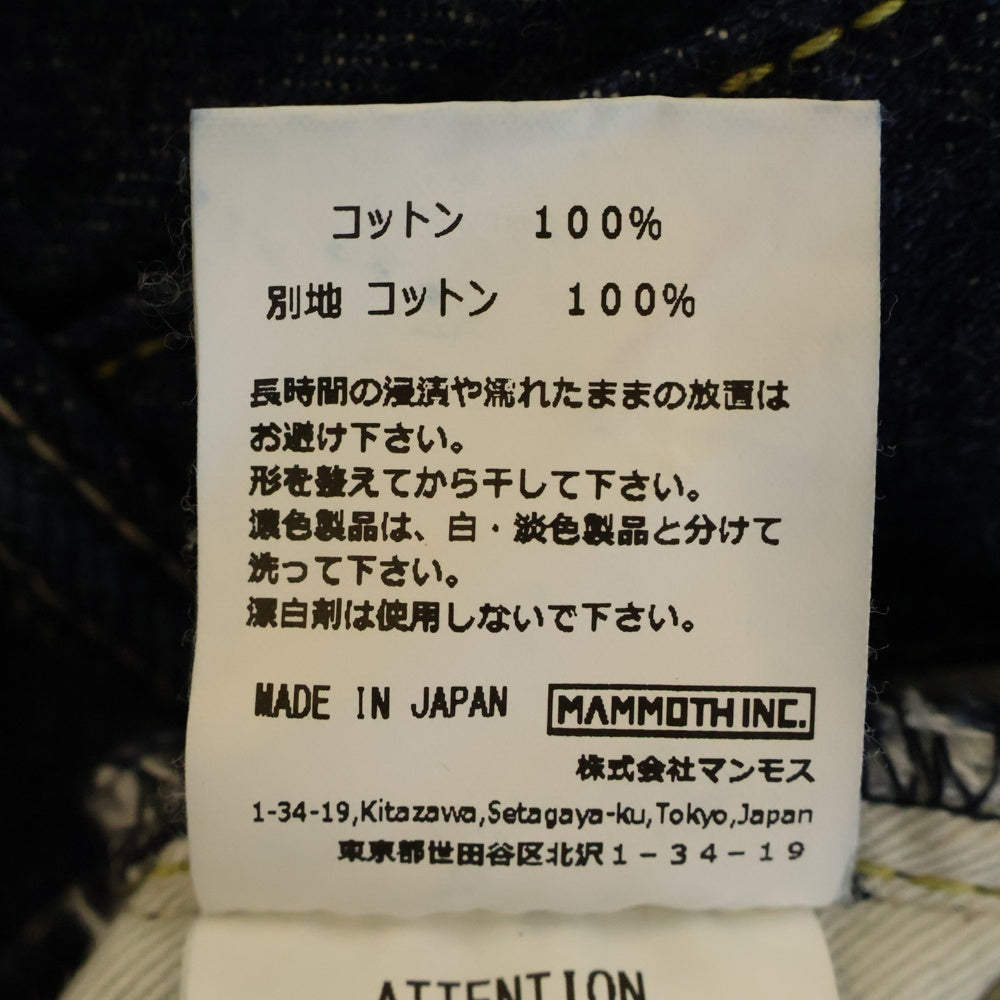 コットン　１００％
別地 コットン　１００％
長時間の浸漬や濡れたままの放置は
お避け下さい。
形を整えてから干して下さい。
濃色製品は、白・淡色製品と分けて
洗って下さい。
漂白剤は使用しないで下さい。
MADE IN JAPAN MAMMOTH INC.
株式会社マンモス
1-34-19,Kitazawa,Setagaya-ku,Tokyo,Japan
東京都世田谷区北沢１－３４－１９
ATTENTION